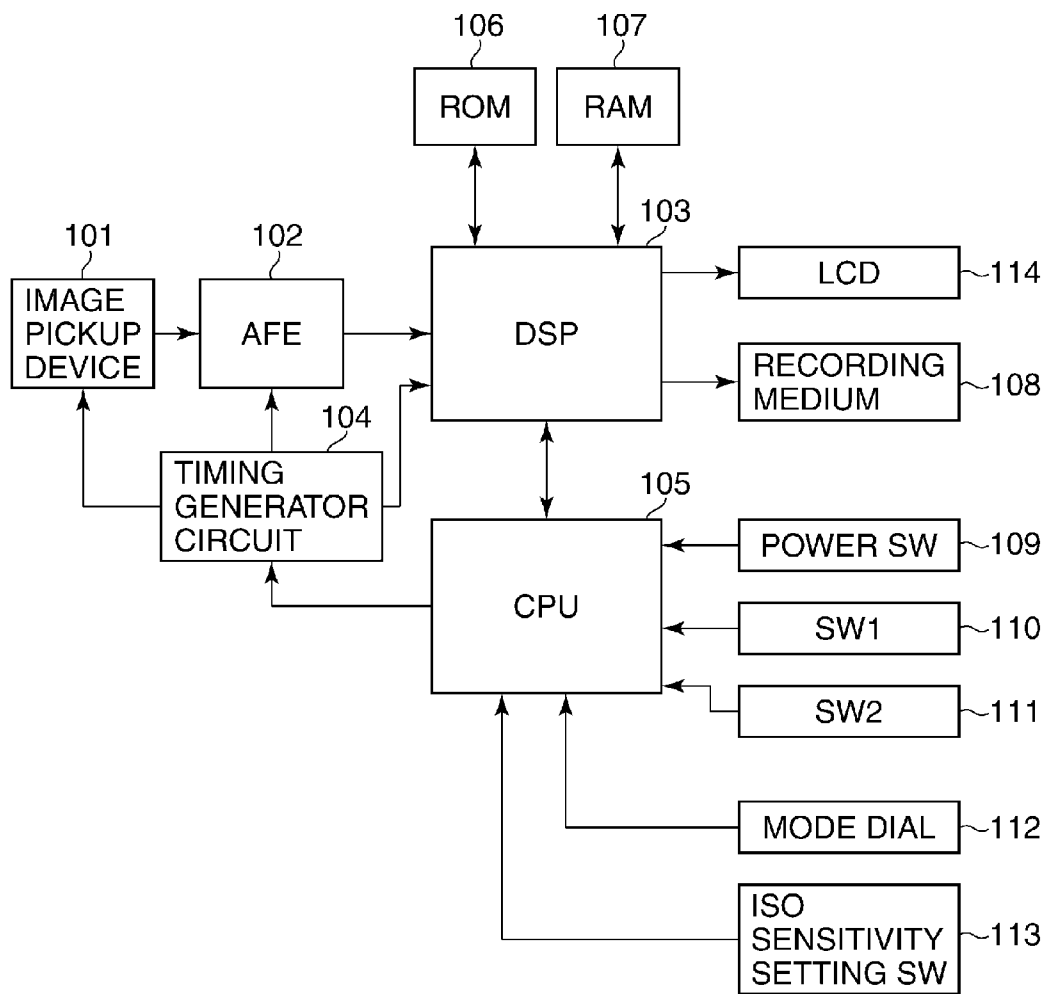 106
107
ROM
RAM
101
102
103
IMAGE
PICKUP
DEVICE
AFE
DSP
LCD
114
RECORDING
MEDIUM
108
104
TIMING
GENERATOR
CIRCUIT
105
CPU
POWER SW
109
SW1
110
SW2
111
MODE DIAL
112
ISO
SENSITIVITY
SETTING SW
113